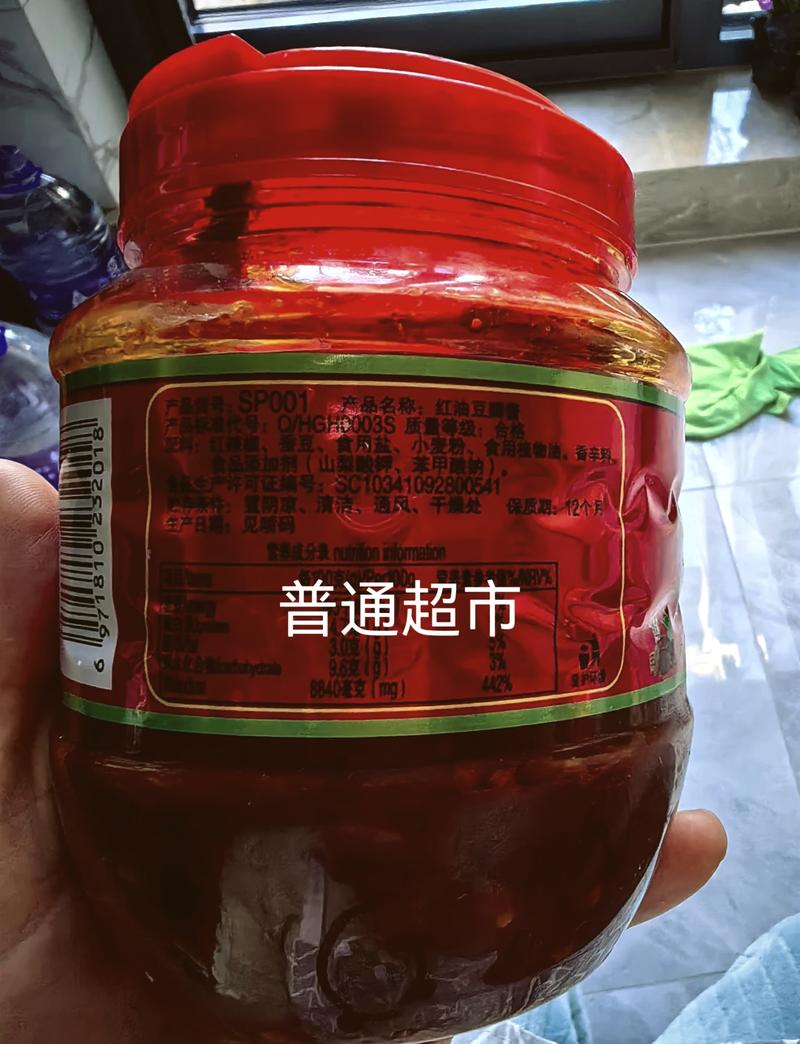 产品货号：SP001 产品名称：红油豆瓣酱
产品标准代号：Q/HGH0003S 质量等级：合格
配料：红辣椒、蚕豆、食用盐、小麦粉、食用植物油、香辛料、
食品添加剂（山梨酸钾、苯甲酸钠）
食品生产许可证编号：SC10341092800541
贮存条件：置阴凉、清洁、通风、干燥处 保质期：12个月
生产日期：见喷码
营养成分表 nutrition information
普通超市
3.0克（g） 5%
9.6克（g） 3%
8840毫克（mg） 442%
6 971810 232018